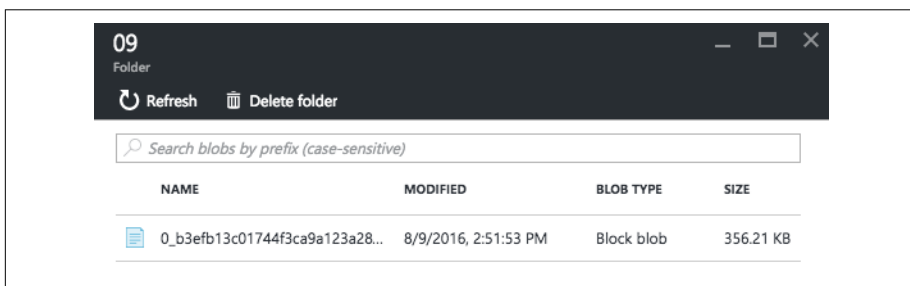 09
Folder
Refresh Delete folder
Search blobs by prefix (case-sensitive)
NAME MODIFIED BLOB TYPE SIZE
0_b3efb13c01744f3ca9a123a28... 8/9/2016, 2:51:53 PM Block blob 356.21 KB